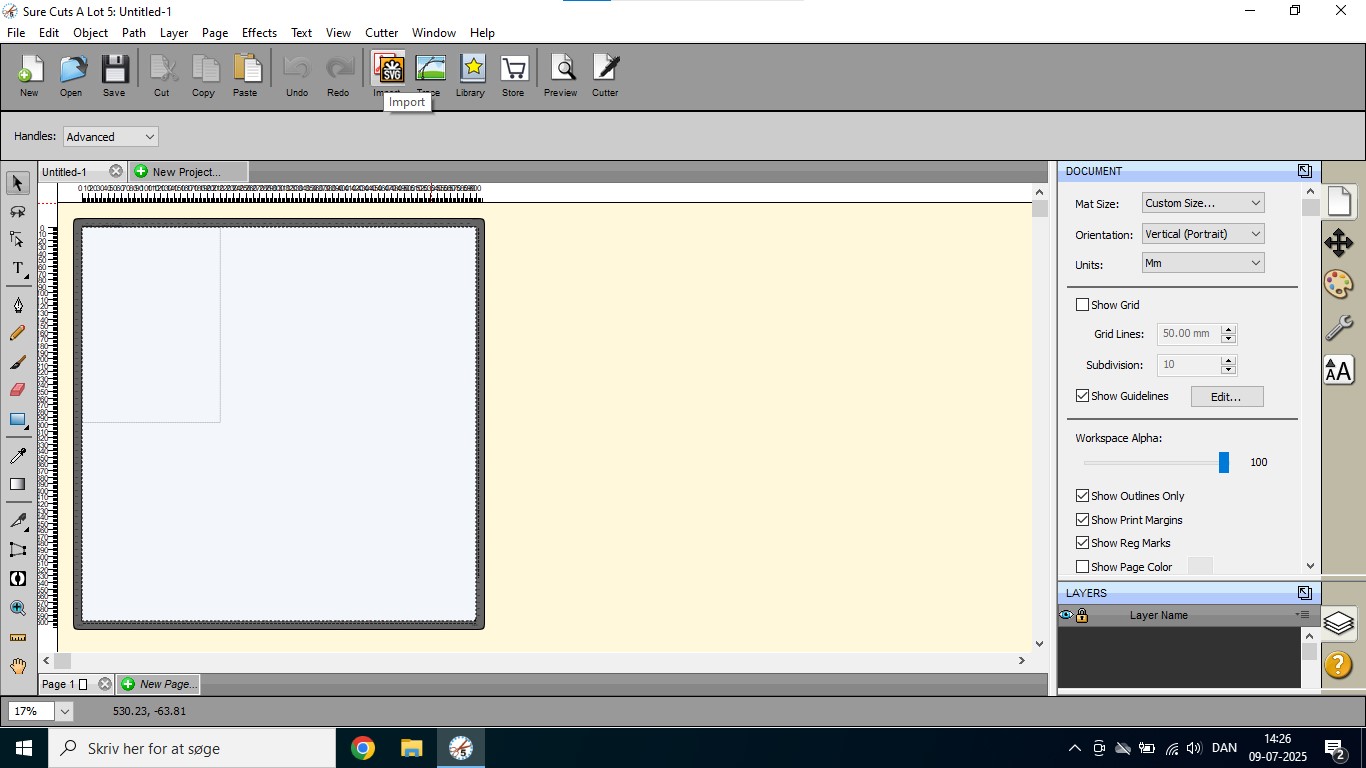 Sure Cuts A Lot 5: Untitled-1
File Edit Object Path Layer Page Effects Text View Cutter Window Help
SVG
New Open Save Cut Copy Paste Undo Redo Import Trace Library Store Preview Cutter
Import
Handles: Advanced
Untitled-1 New Project...
DOCUMENT
Mat Size: Custom Size...
Orientation: Vertical (Portrait)
Units: Mm
Show Grid
Grid Lines: 50.00 mm
Subdivision: 10
Show Guidelines Edit...
Workspace Alpha:
100
Show Outlines Only
Show Print Margins
Show Reg Marks
Show Page Color
LAYERS
Layer Name
T
AA
Page 1 New Page...
17% 530.23, -63.81
Skriv her for at søge
5
DAN
14:26
09-07-2025
2